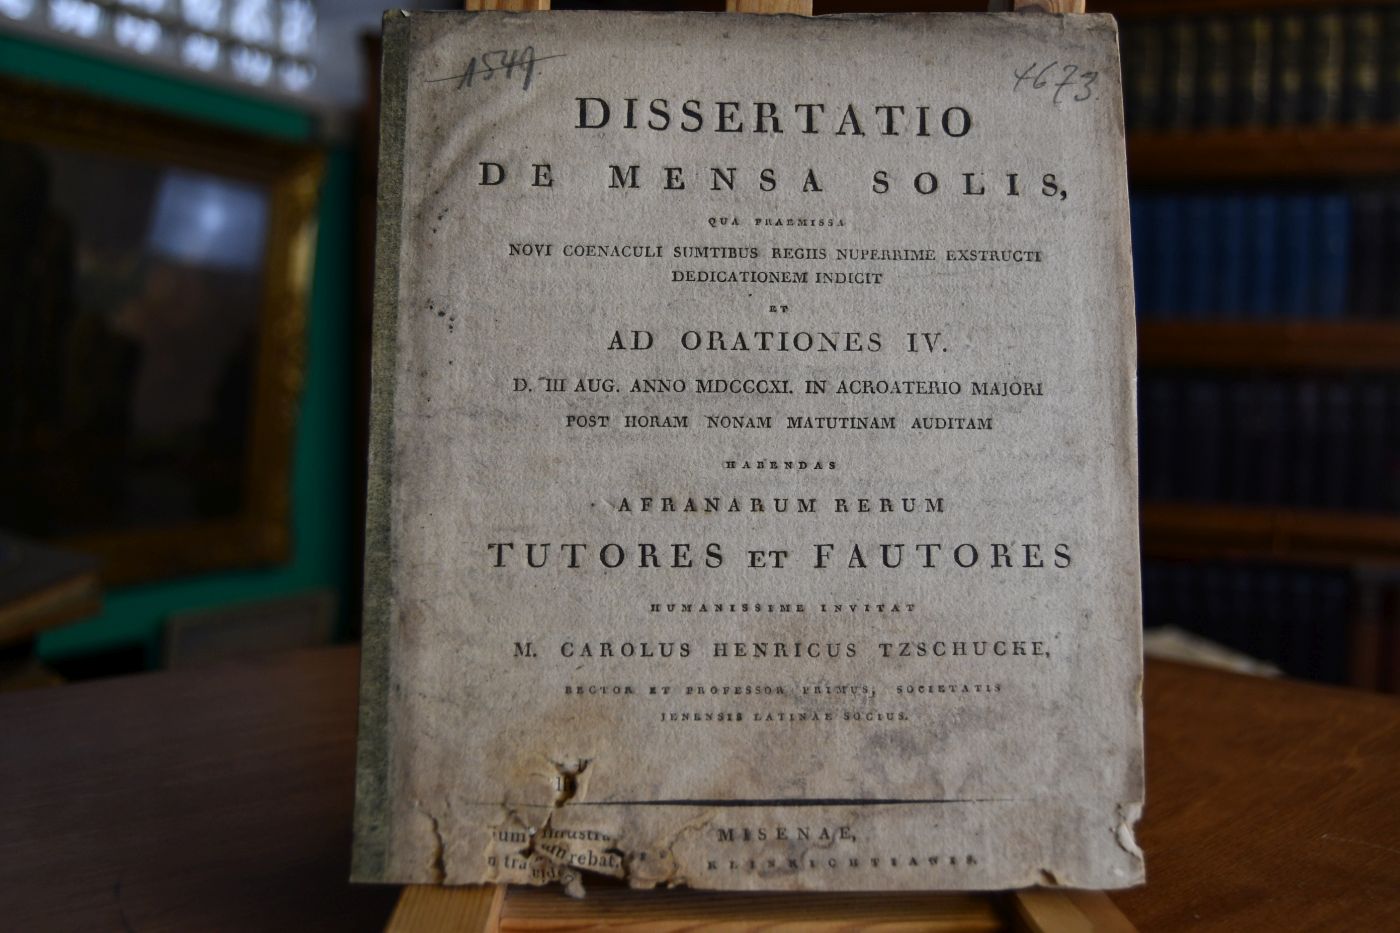 1549.
4673.
DISSERTATIO
DE MENSA SOLIS,
QUA PRAEMISSA
NOVI COENACULI SUMTIBUS REGIIS NUPERRIME EXSTRUCTI
DEDICATIONEM INDICIT
ET
AD ORATIONES IV.
D. III AUG. ANNO MDCCCXI. IN ACROATERIO MAJORI
POST HORAM NONAM MATUTINAM AUDITAM
HABENDAS
AFRANARUM RERUM
TUTORES ET FAUTORES
HUMANISSIME INVITAT
M. CAROLUS HENRICUS TZSCHUCKE,
RECTOR ET PROFESSOR PRIMUS, SOCIETATIS
JENENSIS LATINAE SOCIUS.
MISENAE,
KLINKICHTIANIS.
rebat.